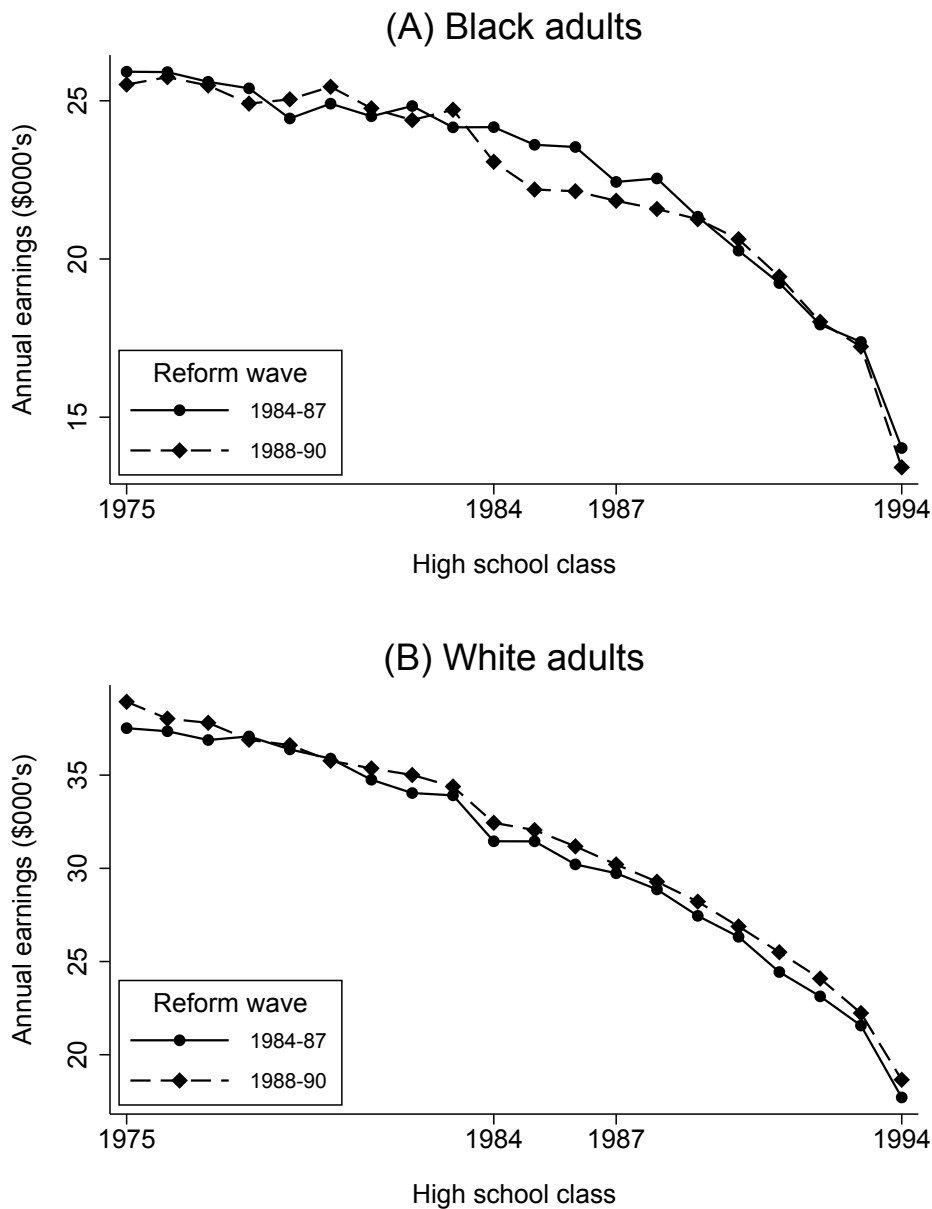 (A) Black adults
Annual earnings ($000's)
25
20
15
Reform wave
1984-87
1988-90
1975
1984
1987
1994
High school class
(B) White adults
Annual earnings ($000's)
35
30
25
20
Reform wave
1984-87
1988-90
1975
1984
1987
1994
High school class